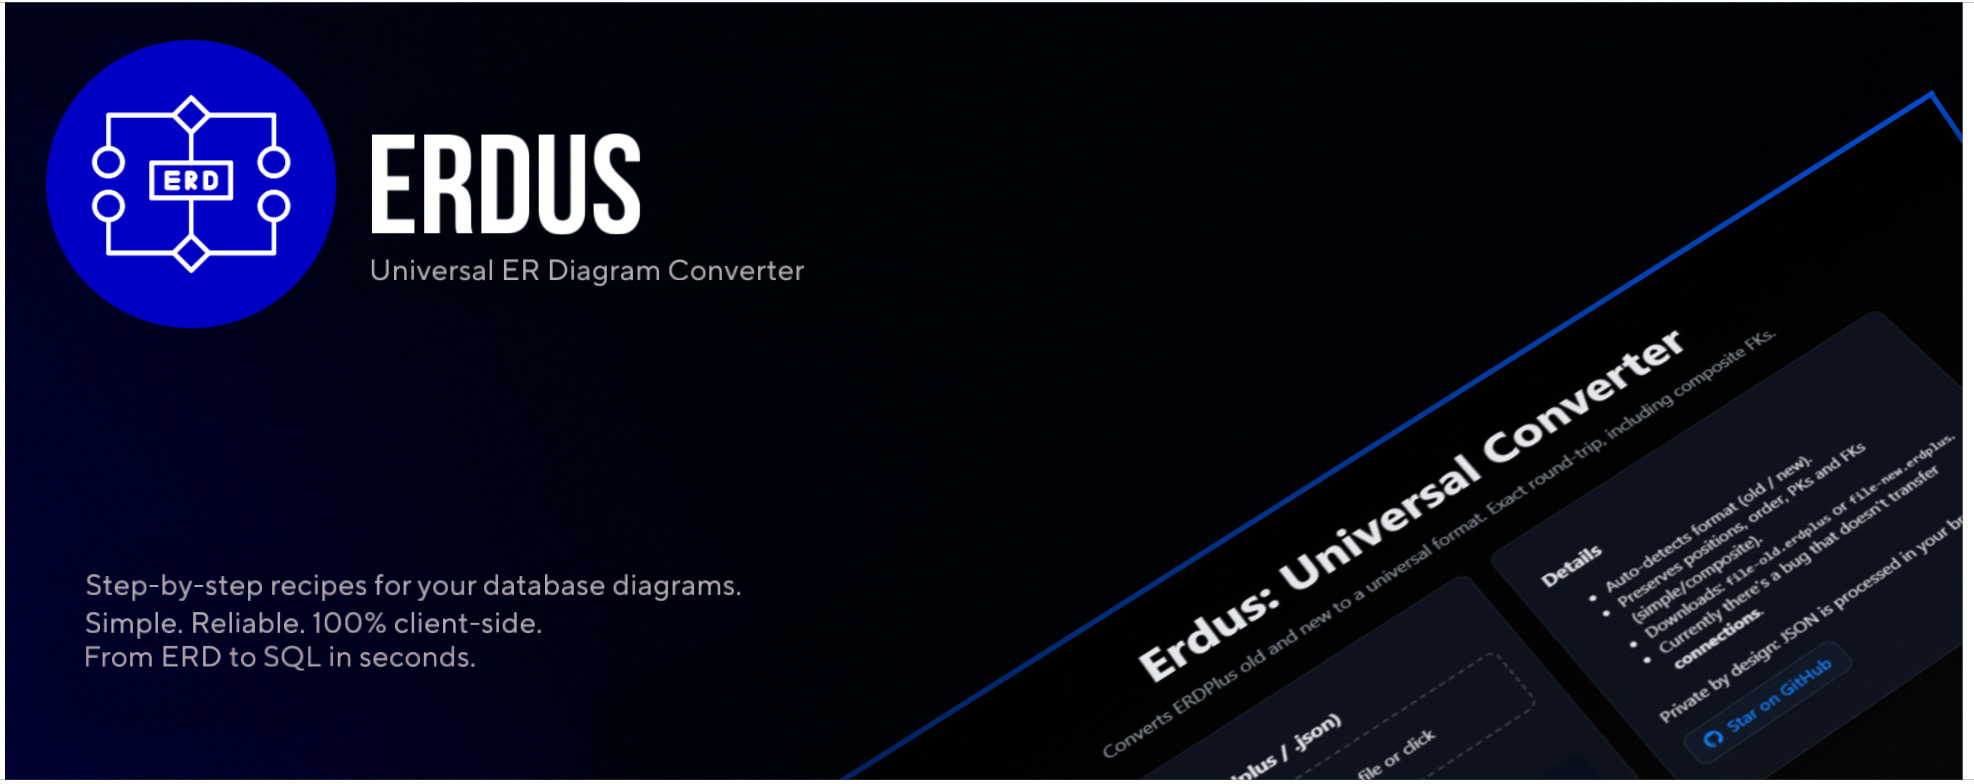 ERD
ERDUS
Universal ER Diagram Converter
Step-by-step recipes for your database diagrams.
Simple. Reliable. 100% client-side.
From ERD to SQL in seconds.
Erdus: Universal Converter
Converts ERDPlus old and new to a universal format. Exact round-trip, including composite FKs.
plus / .json)
file or click
Details
Auto-detects format (old / new).
Preserves positions, order, PKs and FKs
(simple/composite).
Downloads: file-old.erdplus or file-new.erdplus.
Currently there's a bug that doesn't transfer
connections.
Private by design: JSON is processed in your br
Star on GitHub